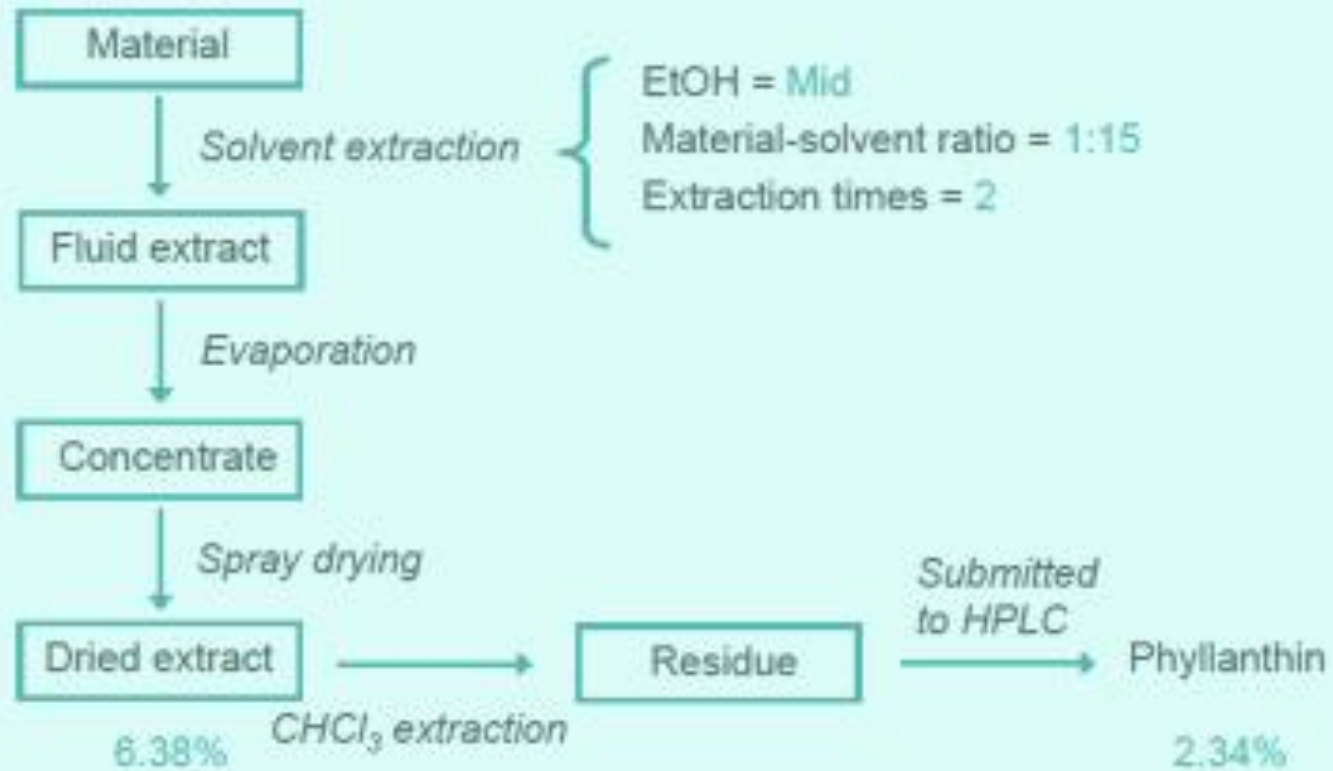 Material
Solvent extraction
EtOH = Mid
Material-solvent ratio = 1:15
Extraction times = 2
Fluid extract
Evaporation
Concentrate
Spray drying
Dried extract
6.38%
CHCl₃ extraction
Residue
Submitted
to HPLC
Phyllanthin
2.34%